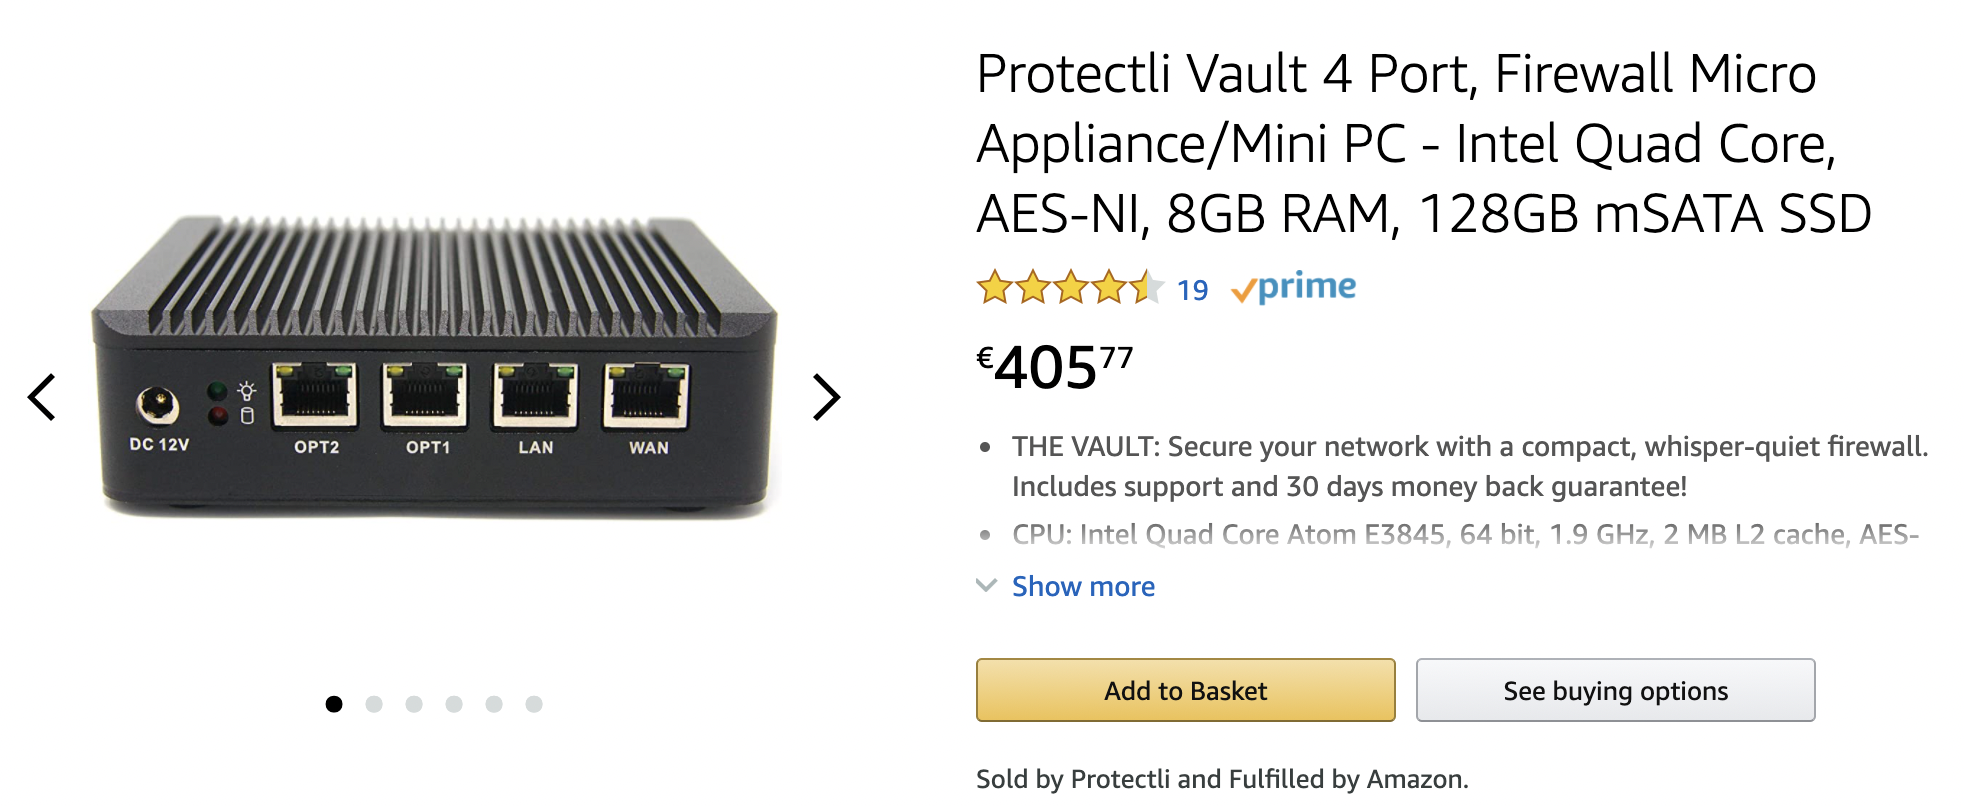 Protectli Vault 4 Port, Firewall Micro
Appliance/Mini PC - Intel Quad Core,
AES-NI, 8GB RAM, 128GB mSATA SSD
19 prime
€40577
• THE VAULT: Secure your network with a compact, whisper-quiet firewall.
Includes support and 30 days money back guarantee!
• CPU: Intel Quad Core Atom E3845, 64 bit, 1.9 GHz, 2 MB L2 cache, AES-
Show more
Add to Basket
See buying options
Sold by Protectli and Fulfilled by Amazon.
DC 12V
OPT2
OPT1
LAN
WAN